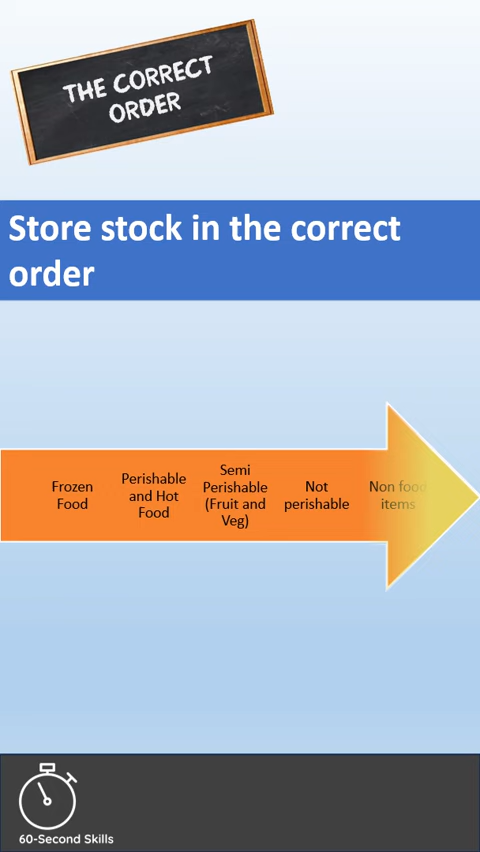 THE CORRECT
ORDER
Store stock in the correct
order
Frozen
Food
Perishable
and Hot
Food
Semi
Perishable
(Fruit and
Veg)
Not
perishable
Non food
items
60-Second Skills